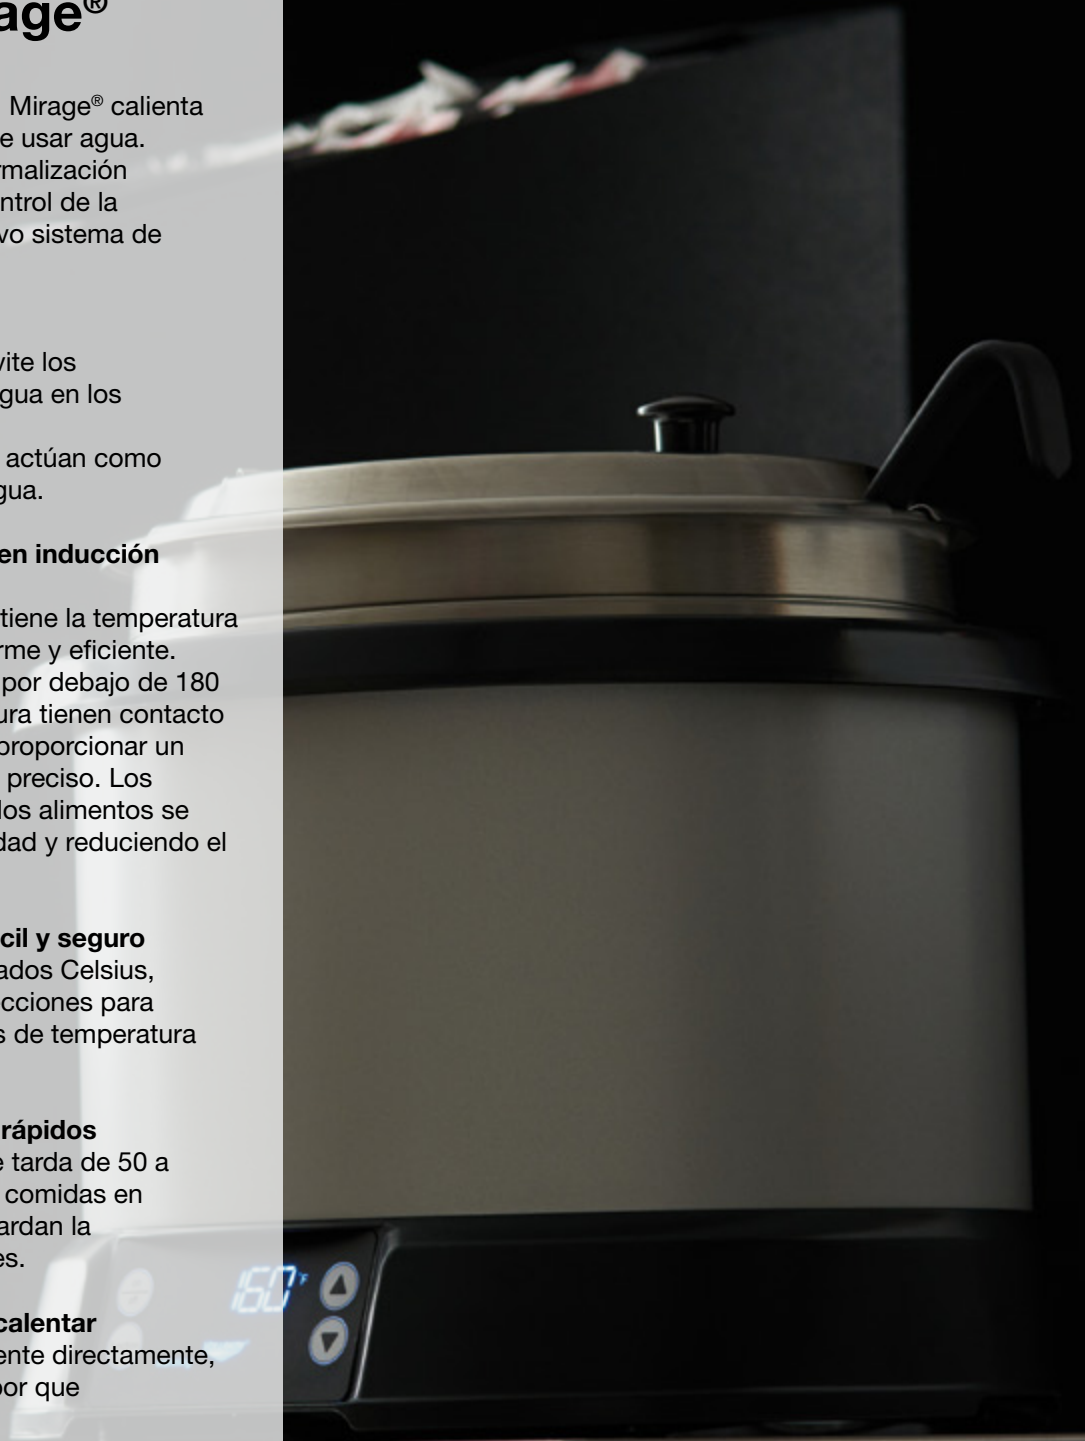 age®
Mirage® calienta
e usar agua.
rmalización
ntrol de la
vo sistema de
vite los
gua en los
actúan como
gua.
en inducción
tiene la temperatura
rme y eficiente.
por debajo de 180
ura tienen contacto
proporcionar un
preciso. Los
los alimentos se
dad y reduciendo el
cil y seguro
ados Celsius,
cciones para
s de temperatura
rápidos
e tarda de 50 a
comidas en
ardan la
es.
160°F
calentar
ente directamente,
por que